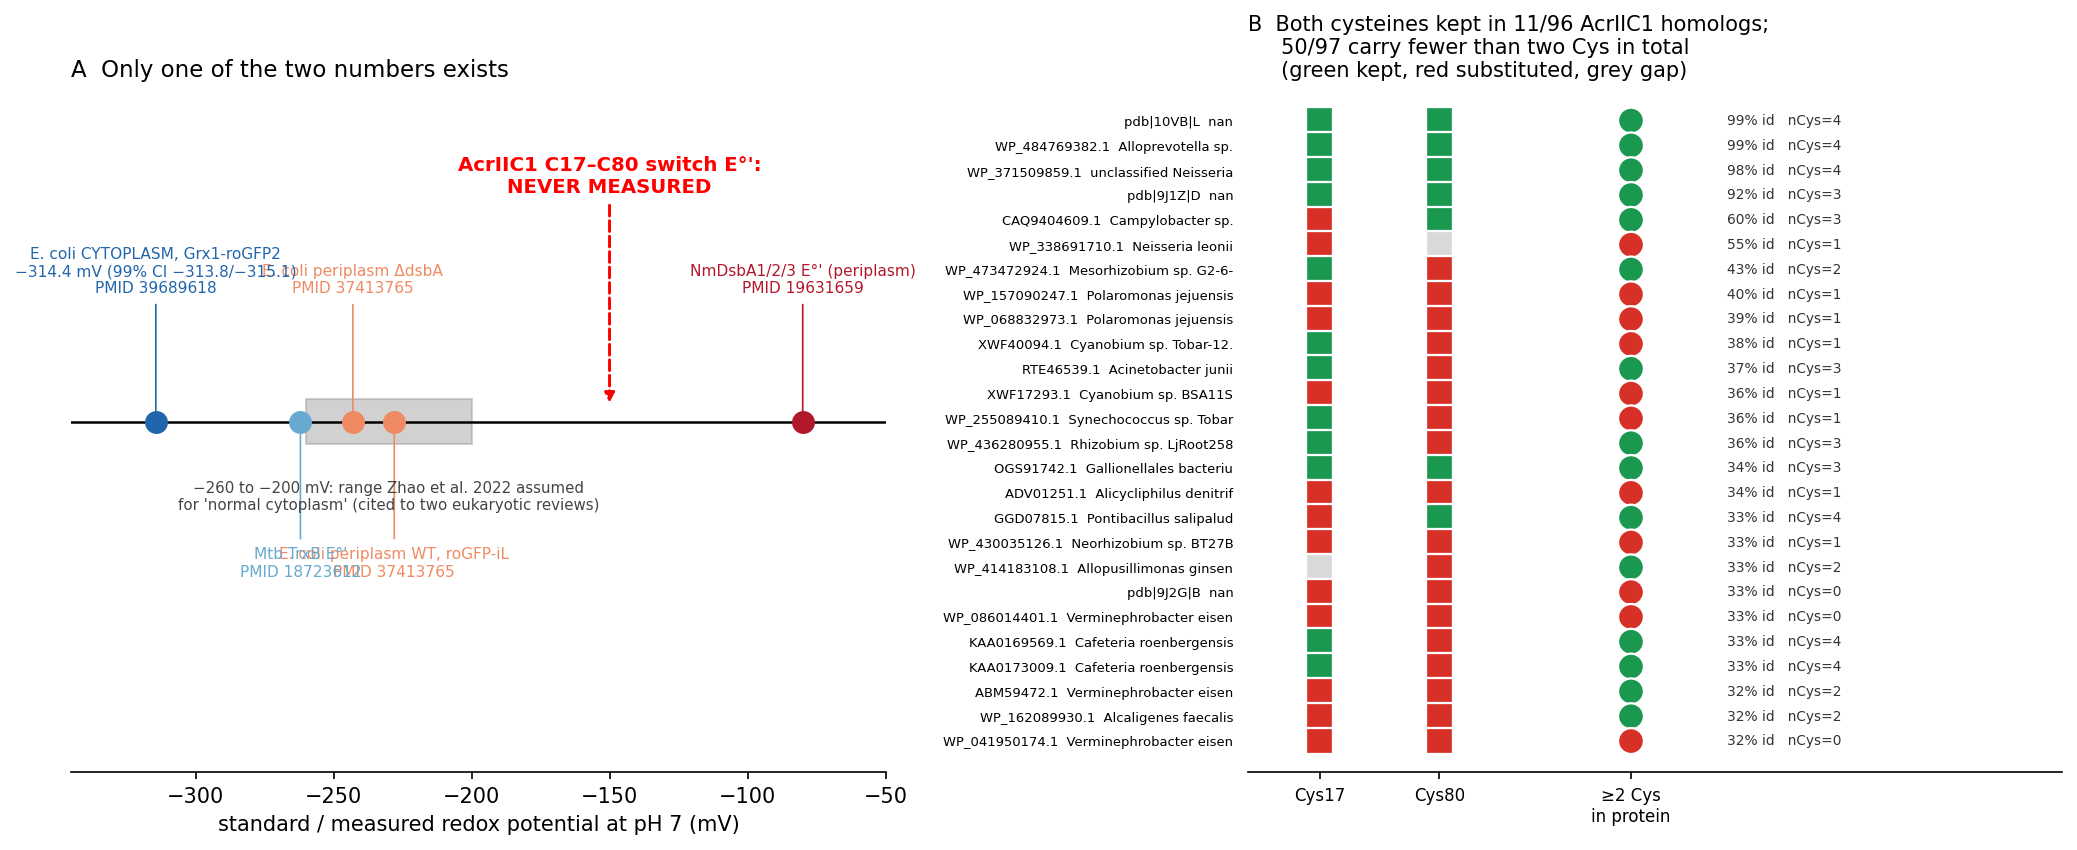 A  Only one of the two numbers exists
AcrIIC1 C17–C80 switch E°':
NEVER MEASURED
E. coli CYTOPLASM, Grx1-roGFP2
−314.4 mV (99% CI −313.8/−315.1)
PMID 39689618
E. coli periplasm ΔdsbA
PMID 37413765
NmDsbA1/2/3 E°' (periplasm)
PMID 19631659
−260 to −200 mV: range Zhao et al. 2022 assumed
for 'normal cytoplasm' (cited to two eukaryotic reviews)
Mtb TrxB E°'
PMID 18723612
E. coli periplasm WT, roGFP-iL
PMID 37413765
−300
−250
−200
−150
−100
−50
standard / measured redox potential at pH 7 (mV)
B  Both cysteines kept in 11/96 AcrIIC1 homologs;
50/97 carry fewer than two Cys in total
(green kept, red substituted, grey gap)
pdb|10VB|L  nan 99% id nCys=4
WP_484769382.1  Alloprevotella sp. 99% id nCys=4
WP_371509859.1  unclassified Neisseria 98% id nCys=4
pdb|9J1Z|D  nan 92% id nCys=3
CAQ9404609.1  Campylobacter sp. 60% id nCys=3
WP_338691710.1  Neisseria leonii 55% id nCys=1
WP_473472924.1  Mesorhizobium sp. G2-6- 43% id nCys=2
WP_157090247.1  Polaromonas jejuensis 40% id nCys=1
WP_068832973.1  Polaromonas jejuensis 39% id nCys=1
XWF40094.1  Cyanobium sp. Tobar-12. 38% id nCys=1
RTE46539.1  Acinetobacter junii 37% id nCys=3
XWF17293.1  Cyanobium sp. BSA11S 36% id nCys=1
WP_255089410.1  Synechococcus sp. Tobar 36% id nCys=1
WP_436280955.1  Rhizobium sp. LjRoot258 36% id nCys=3
OGS91742.1  Gallionellales bacteriu 34% id nCys=3
ADV01251.1  Alicycliphilus denitrif 34% id nCys=1
GGD07815.1  Pontibacillus salipalud 33% id nCys=4
WP_430035126.1  Neorhizobium sp. BT27B 33% id nCys=1
WP_414183108.1  Allopusillimonas ginsen 33% id nCys=2
pdb|9J2G|B  nan 33% id nCys=0
WP_086014401.1  Verminephrobacter eisen 33% id nCys=0
KAA0169569.1  Cafeteria roenbergensis 33% id nCys=4
KAA0173009.1  Cafeteria roenbergensis 33% id nCys=4
ABM59472.1  Verminephrobacter eisen 32% id nCys=2
WP_162089930.1  Alcaligenes faecalis 32% id nCys=2
WP_041950174.1  Verminephrobacter eisen 32% id nCys=0
Cys17
Cys80
≥2 Cys
in protein